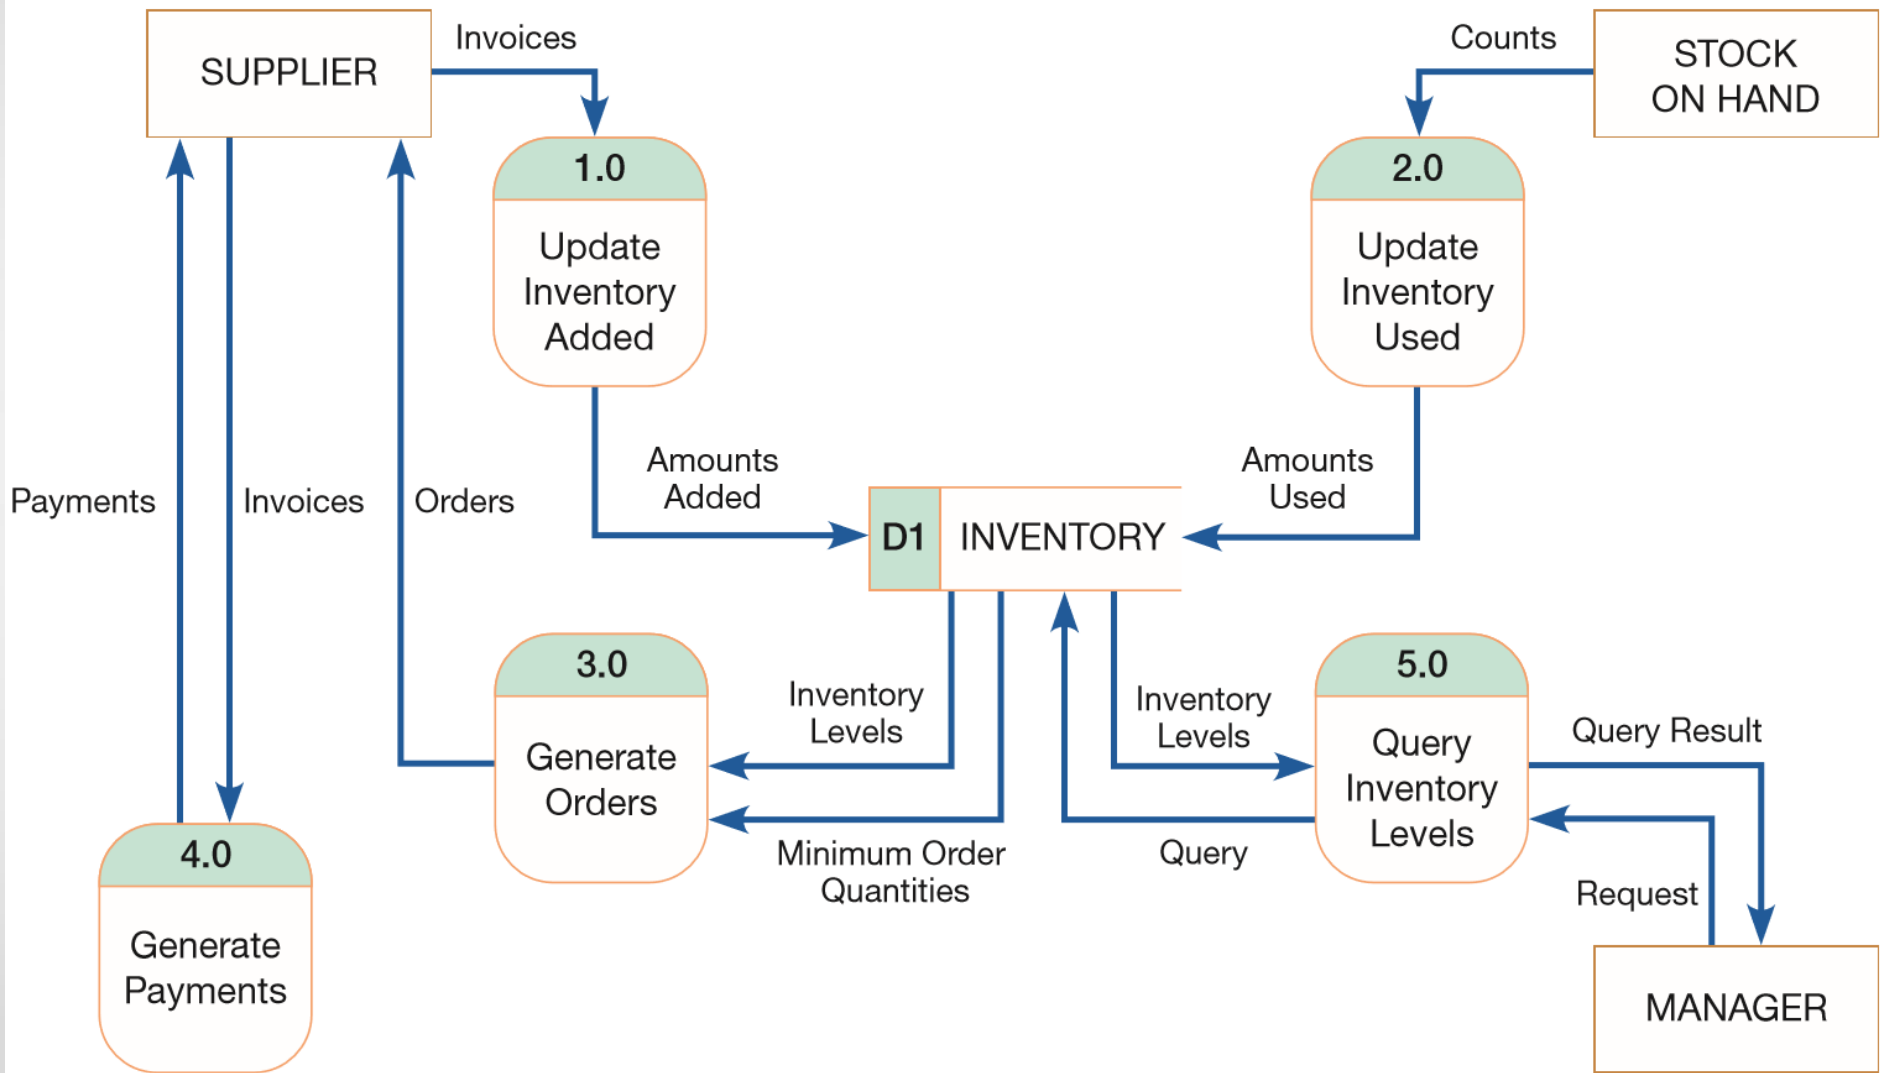 SUPPLIER
Invoices
Counts
STOCK
ON HAND
1.0
Update
Inventory
Added
2.0
Update
Inventory
Used
Payments
Invoices
Orders
Amounts
Added
Amounts
Used
D1
INVENTORY
3.0
Generate
Orders
Inventory
Levels
Minimum Order
Quantities
Inventory
Levels
Query
5.0
Query
Inventory
Levels
Query Result
Request
4.0
Generate
Payments
MANAGER